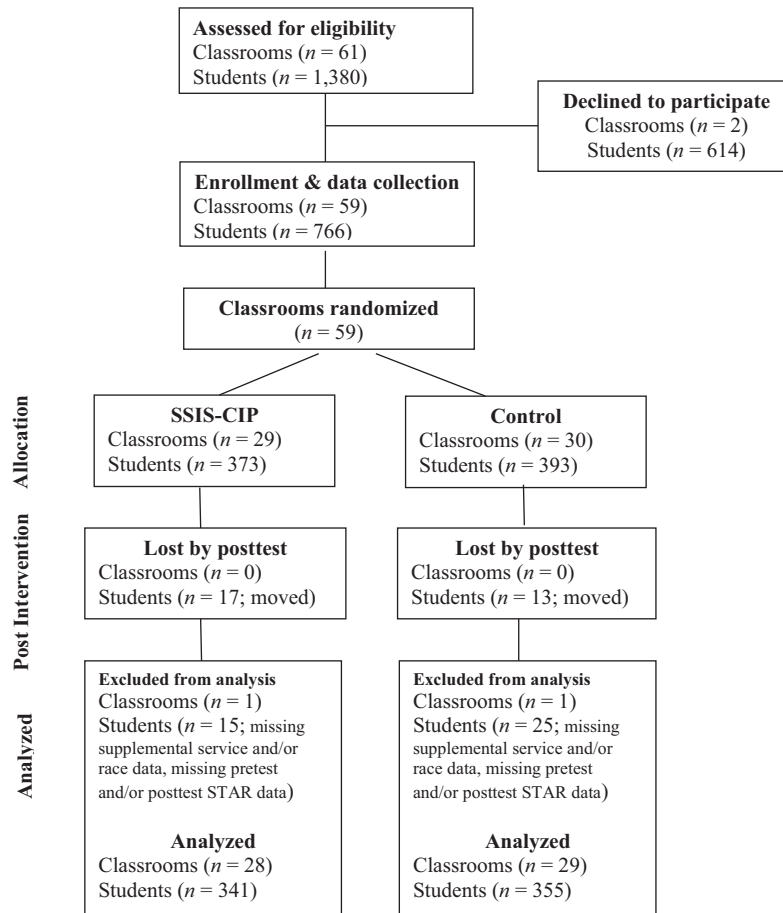 Assessed for eligibility
Classrooms (n = 61)
Students (n = 1,380)
Declined to participate
Classrooms (n = 2)
Students (n = 614)
Enrollment & data collection
Classrooms (n = 59)
Students (n = 766)
Classrooms randomized
(n = 59)
Allocation
SSIS-CIP
Classrooms (n = 29)
Students (n = 373)
Control
Classrooms (n = 30)
Students (n = 393)
Post Intervention
Lost by posttest
Classrooms (n = 0)
Students (n = 17; moved)
Lost by posttest
Classrooms (n = 0)
Students (n = 13; moved)
Analyzed
Excluded from analysis
Classrooms (n = 1)
Students (n = 15; missing
supplemental service and/or
race data, missing pretest
and/or posttest STAR data)
Analyzed
Classrooms (n = 28)
Students (n = 341)
Excluded from analysis
Classrooms (n = 1)
Students (n = 25; missing
supplemental service and/or
race data, missing pretest
and/or posttest STAR data)
Analyzed
Classrooms (n = 29)
Students (n = 355)